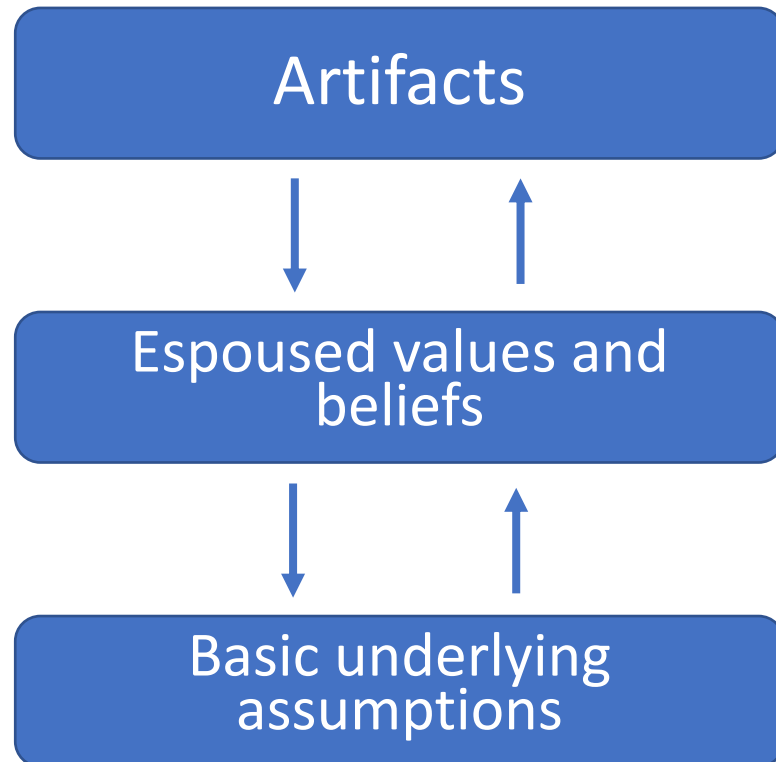 Artifacts
Espoused values and
beliefs
Basic underlying
assumptions